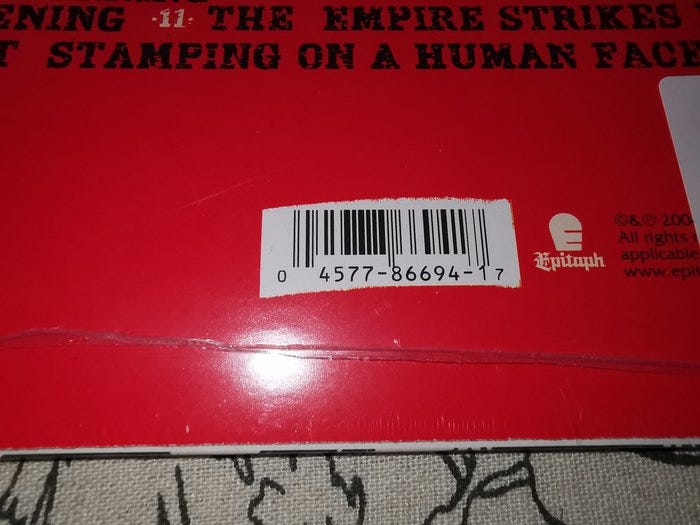 ENING ·11· THE EMPIRE STRIKES
T STAMPING ON A HUMAN FACE
0 4577-86694-1 7
Epitaph
©&℗ 200
All rights
applicable
www.epit